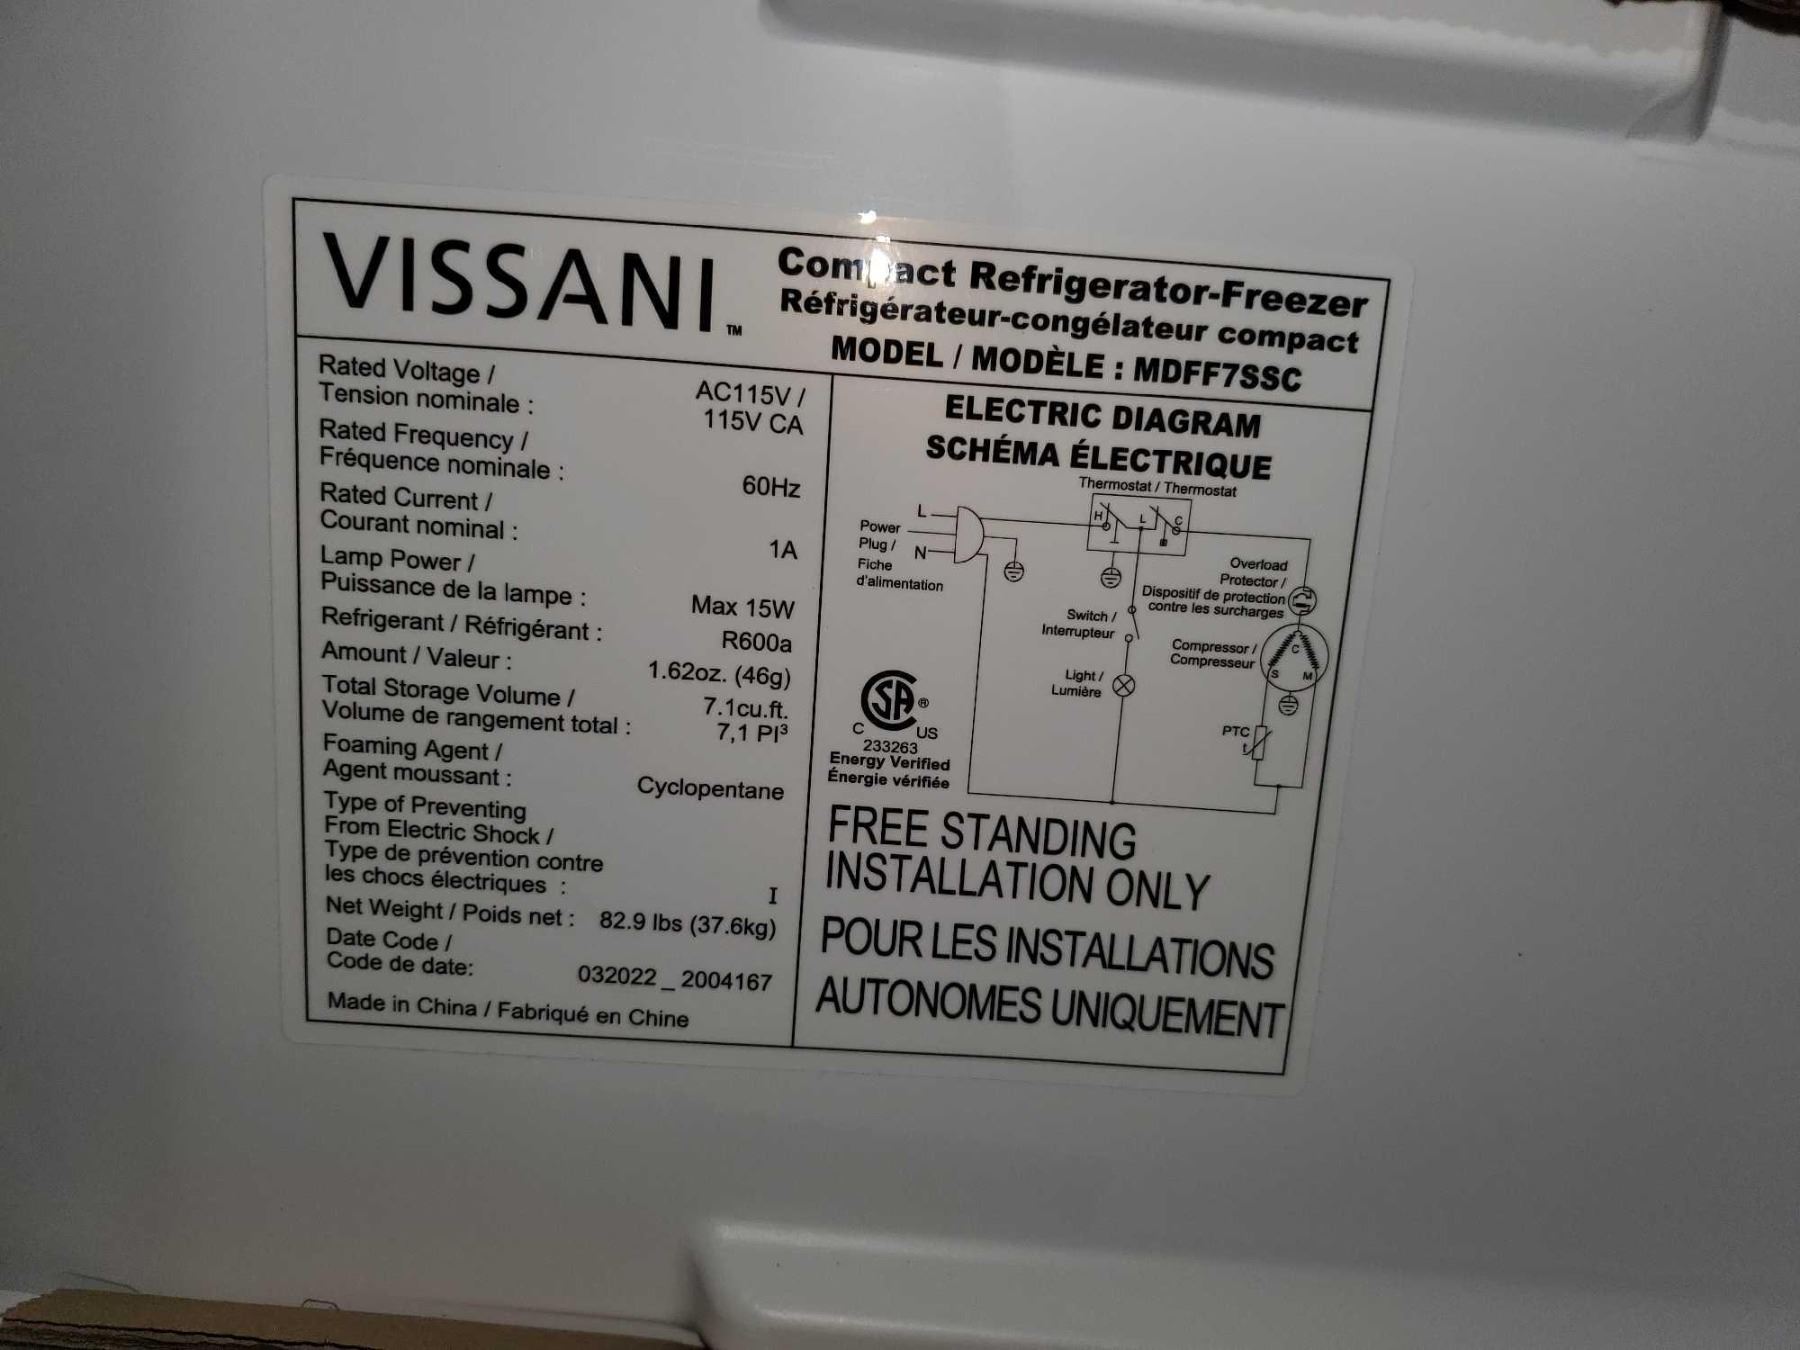 VISSANI™
Compact Refrigerator-Freezer
Réfrigérateur-congélateur compact
MODEL / MODÈLE : MDFF7SSC
Rated Voltage /
Tension nominale :
AC115V /
115V CA
Rated Frequency /
Fréquence nominale :
60Hz
Rated Current /
Courant nominal :
1A
Lamp Power /
Puissance de la lampe :
Max 15W
Refrigerant / Réfrigérant :
R600a
Amount / Valeur :
1.62oz. (46g)
Total Storage Volume /
Volume de rangement total :
7.1cu.ft.
7,1 PI³
Foaming Agent /
Agent moussant :
Cyclopentane
Type of Preventing
From Electric Shock /
Type de prévention contre
les chocs électriques :
I
Net Weight / Poids net : 82.9 lbs (37.6kg)
Date Code /
Code de date:
032022 _ 2004167
Made in China / Fabriqué en Chine
ELECTRIC DIAGRAM
SCHÉMA ÉLECTRIQUE
Thermostat / Thermostat
H L C
L
Power
Plug /
Fiche
d'alimentation
N
Overload
Protector /
Dispositif de protection
contre les surcharges
Switch /
Interrupteur
Compressor /
Compresseur
C
S M
Light /
Lumière
PTC
t
SA®
C US
233263
Energy Verified
Énergie vérifiée
FREE STANDING
INSTALLATION ONLY
POUR LES INSTALLATIONS
AUTONOMES UNIQUEMENT